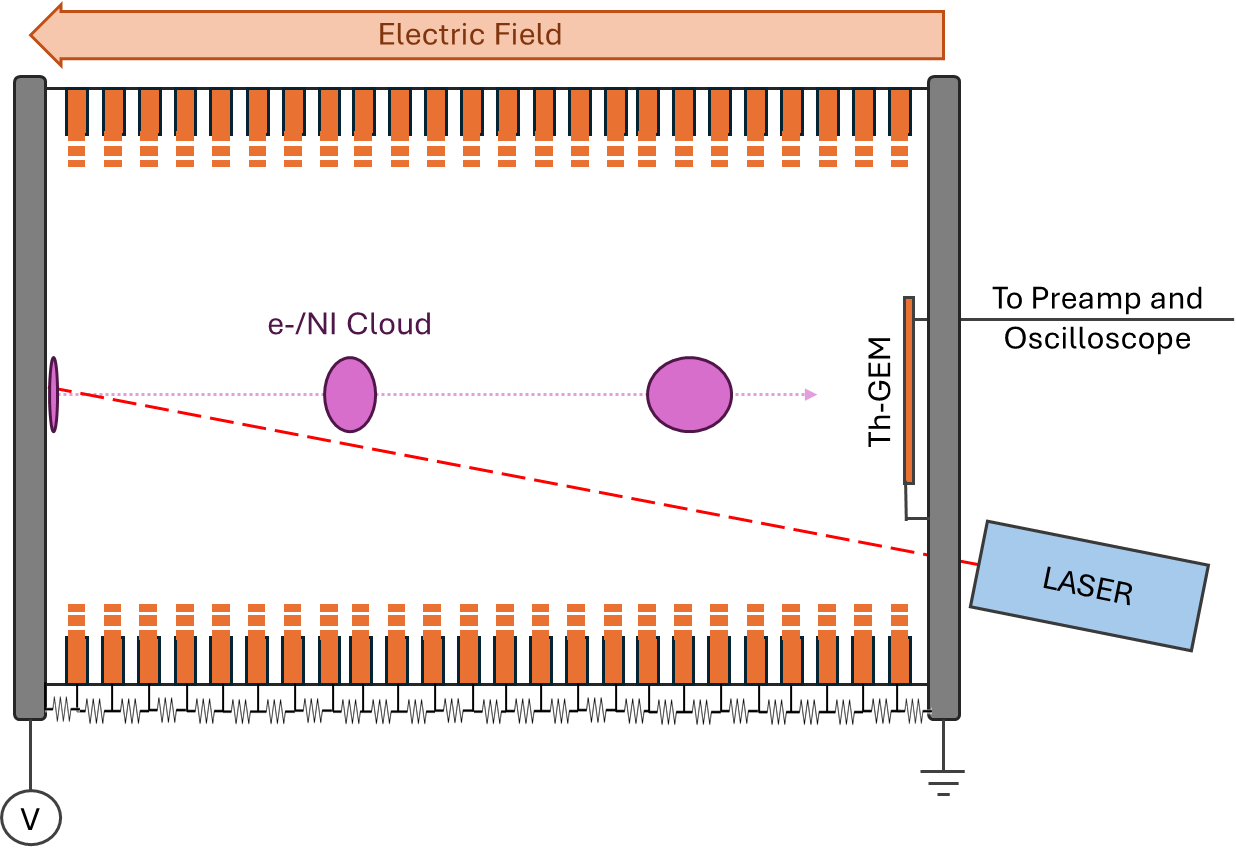 Electric Field
e-/NI Cloud
To Preamp and
Oscilloscope
Th-GEM
LASER
V